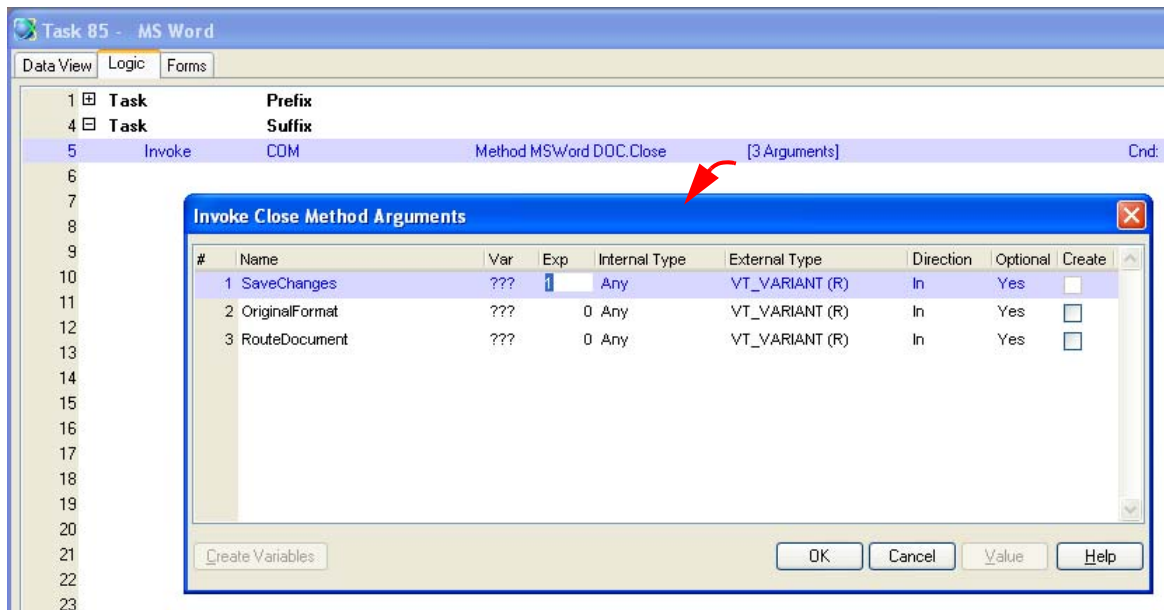 Task 85 - MS Word
Data View Logic Forms
1 Task Prefix
4 Task Suffix
5 Invoke COM Method MSWord DOC.Close [3 Arguments] Cnd:
6
7
8
9
10
11
12
13
14
15
16
17
18
19
20
21
22
23
Invoke Close Method Arguments
# Name Var Exp Internal Type External Type Direction Optional Create
1 SaveChanges ??? 1 Any VT_VARIANT (R) In Yes
2 OriginalFormat ??? 0 Any VT_VARIANT (R) In Yes
3 RouteDocument ??? 0 Any VT_VARIANT (R) In Yes
Create Variables OK Cancel Value Help